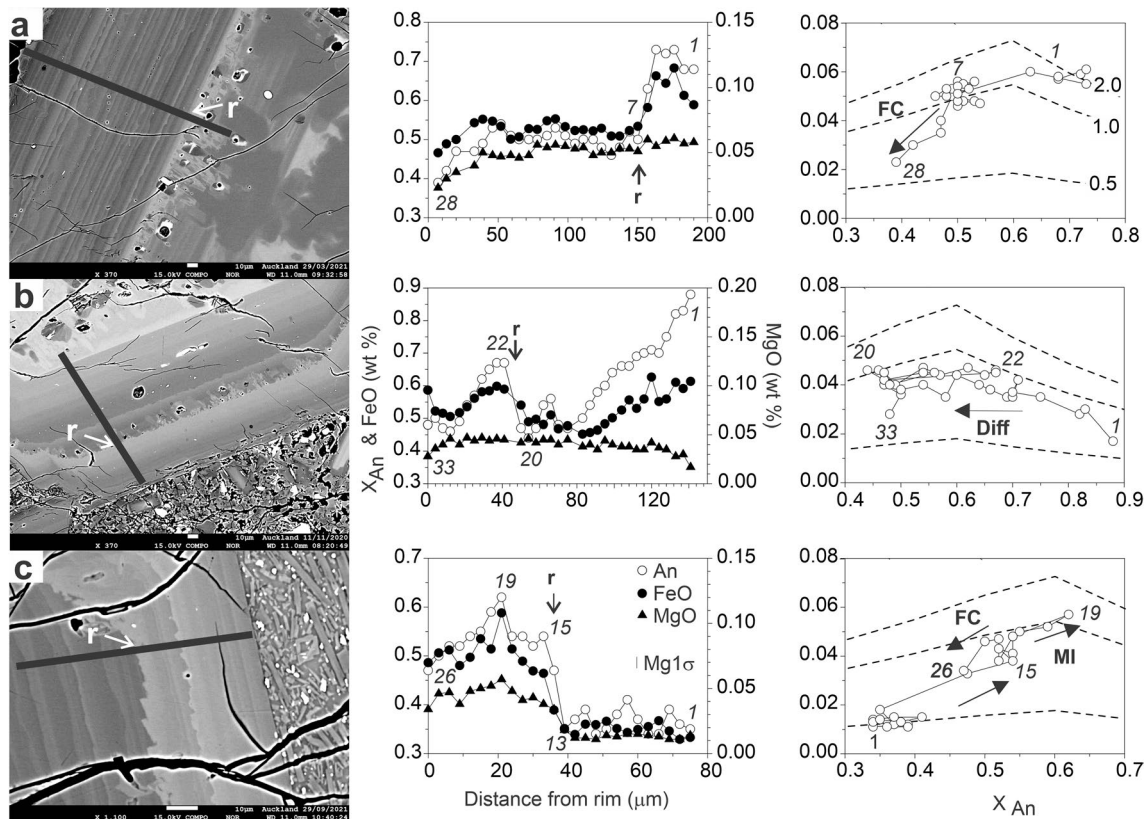 a
r
X 370 15.0kV COMPO NOR 10μm Auckland 29/03/2021
WD 11.0mm 09:32:58
0.8 0.15
0.7
0.6 0.10
0.5
0.4 0.05
0.3 0.00
0 50 100 150 200
1
7
28
r
0.08
0.06
0.04
0.02
0.00
0.3 0.4 0.5 0.6 0.7 0.8
1
7
FC
28
2.0
1.0
0.5
b
r
X 370 15.0kV COMPO NOR 10μm Auckland 11/11/2020
WD 11.0mm 08:20:49
X An & FeO (wt %)
0.9 0.20
0.8
0.7 0.15
0.6 0.10
0.5
0.4 0.05
0.3 0.00
0 40 80 120
MgO (wt %)
22
r
1
33
20
0.08
0.06
0.04
0.02
0.00
0.4 0.5 0.6 0.7 0.8 0.9
20
22
Diff
33
1
c
r
X 1,100 15.0kV COMPO NOR 10μm Auckland 29/09/2021
WD 11.0mm 10:40:24
0.7 0.15
0.6 0.10
0.5
0.4 0.05
0.3 0.00
0 20 40 60 80
19
r
15
26
13
1
An
FeO
MgO
Mg1σ
Distance from rim (μm)
0.08
0.06
0.04
0.02
0.00
0.3 0.4 0.5 0.6 0.7
FC
19
MI
26
15
1
X An